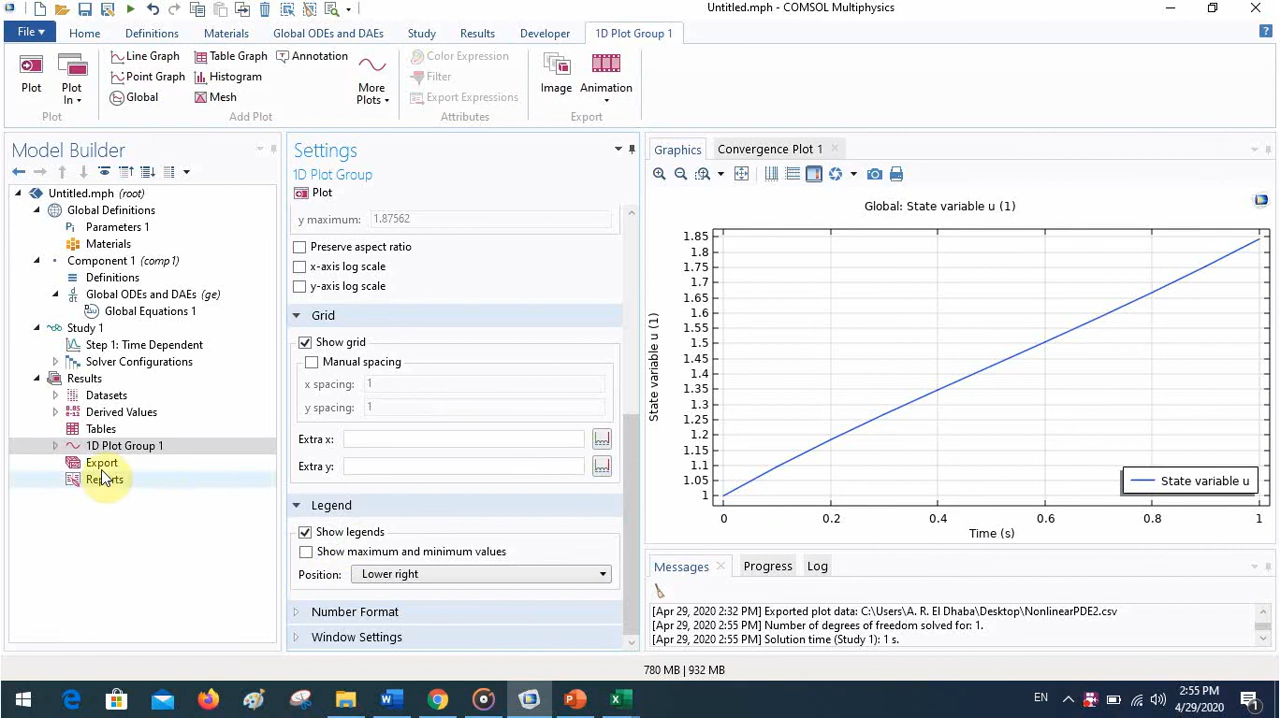 Untitled.mph - COMSOL Multiphysics
File
Home
Definitions
Materials
Global ODEs and DAEs
Study
Results
Developer
1D Plot Group 1
Plot
Plot In
Line Graph
Point Graph
Global
Table Graph
Histogram
Mesh
Annotation
More Plots
Color Expression
Filter
Export Expressions
Image
Animation
Plot
Add Plot
Attributes
Export
Model Builder
Untitled.mph (root)
Global Definitions
Parameters 1
Materials
Component 1 (comp1)
Definitions
Global ODEs and DAEs (ge)
Global Equations 1
Study 1
Step 1: Time Dependent
Solver Configurations
Results
Datasets
Derived Values
Tables
1D Plot Group 1
Export
Reports
Settings
1D Plot Group
Plot
y maximum: 1.87562
Preserve aspect ratio
x-axis log scale
y-axis log scale
Grid
Show grid
Manual spacing
x spacing: 1
y spacing: 1
Extra x:
Extra y:
Legend
Show legends
Show maximum and minimum values
Position: Lower right
Number Format
Window Settings
Graphics
Convergence Plot 1
Global: State variable u (1)
State variable u (1)
1.85
1.8
1.75
1.7
1.65
1.6
1.55
1.5
1.45
1.4
1.35
1.3
1.25
1.2
1.15
1.1
1.05
1
0 0.2 0.4 0.6 0.8 1
Time (s)
State variable u
Messages
Progress
Log
[Apr 29, 2020 2:32 PM] Exported plot data: C:\Users\A. R. El Dhaba\Desktop\NonlinearPDE2.csv
[Apr 29, 2020 2:55 PM] Number of degrees of freedom solved for: 1.
[Apr 29, 2020 2:55 PM] Solution time (Study 1): 1 s.
780 MB | 932 MB
EN
2:55 PM
4/29/2020